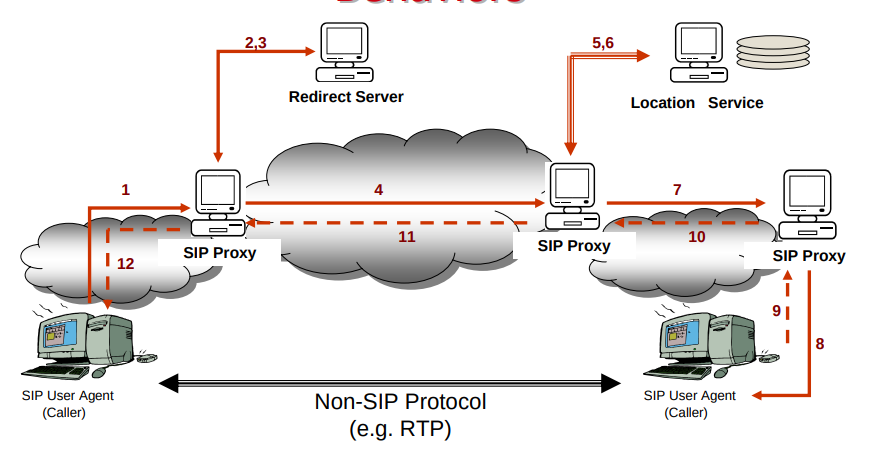 2,3
5,6
Redirect Server
Location Service
1
4
7
SIP Proxy
SIP Proxy
SIP Proxy
11
10
12
9
8
SIP User Agent
(Caller)
SIP User Agent
(Caller)
Non-SIP Protocol
(e.g. RTP)